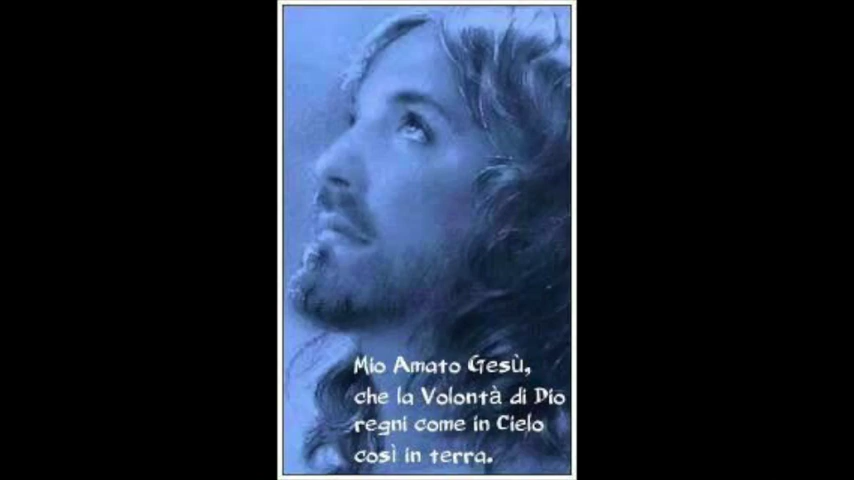 Mio Amato Gesù,
che la Volontà di Dio
regni come in Cielo
così in terra.